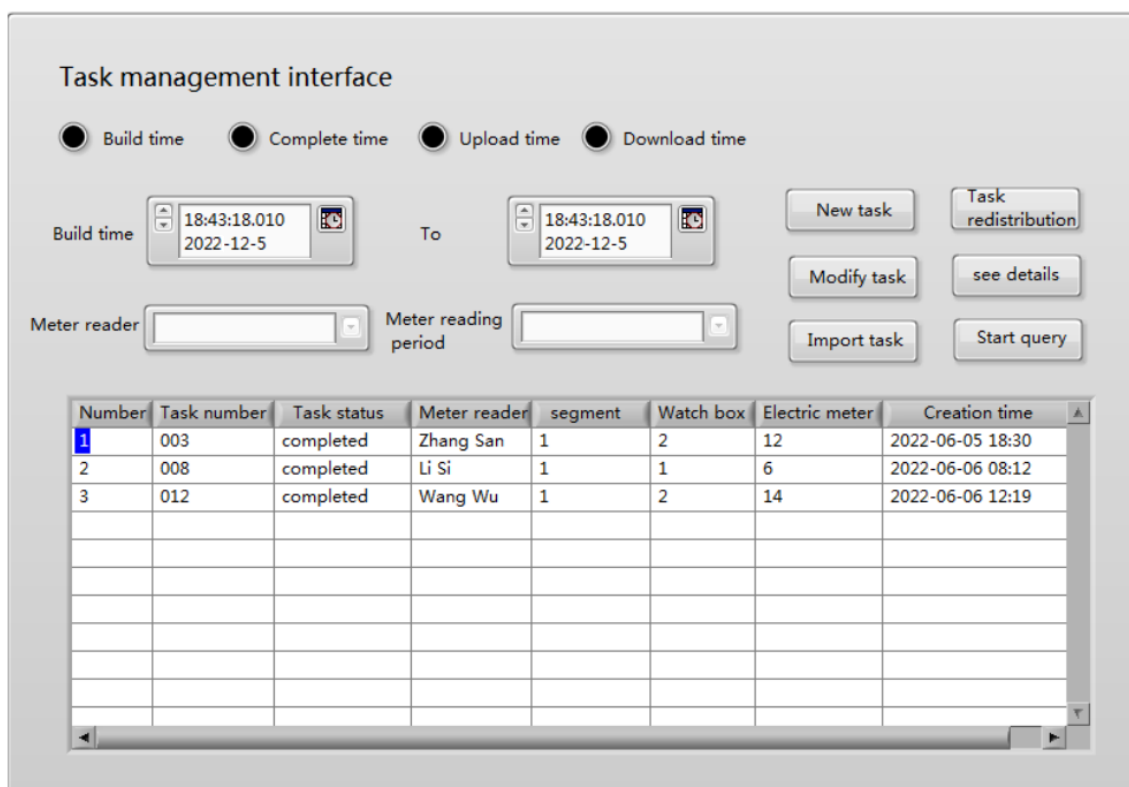 Task management interface
Build time Complete time Upload time Download time
Build time 18:43:18.010 2022-12-5 To 18:43:18.010 2022-12-5
New task Task redistribution
Modify task see details
Meter reader Meter reading period
Import task Start query
Number Task number Task status Meter reader segment Watch box Electric meter Creation time
1 003 completed Zhang San 1 2 12 2022-06-05 18:30
2 008 completed Li Si 1 1 6 2022-06-06 08:12
3 012 completed Wang Wu 1 2 14 2022-06-06 12:19